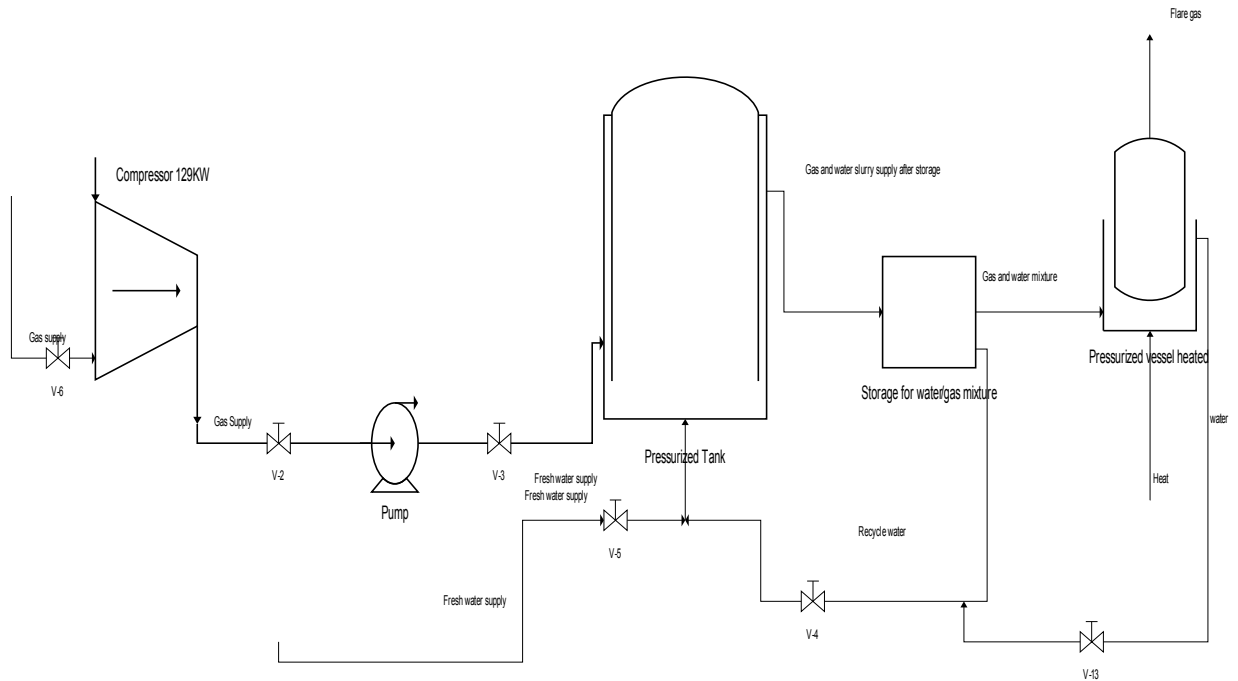 Flare gas
Compressor 129KW
Gas and water slurry supply after storage
Gas and water mixture
Gas supply
V-6
Pressurized vessel heated
Storage for water/gas mixture
Gas Supply
water
V-2
V-3
Pressurized Tank
Fresh water supply
Fresh water supply
Heat
Pump
Recycle water
V-5
Fresh water supply
V-4
V-13